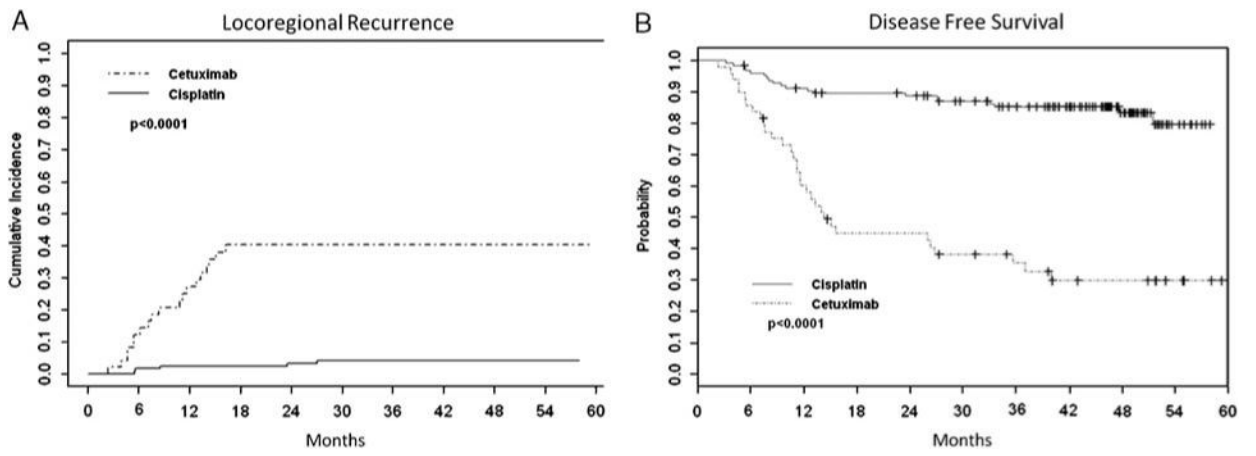 A
Locoregional Recurrence
Cumulative Incidence
1.0
0.9
0.8
0.7
0.6
0.5
0.4
0.3
0.2
0.1
0.0
Cetuximab
Cisplatin
p<0.0001
0 6 12 18 24 30 36 42 48 54 60
Months
B
Disease Free Survival
Probability
1.0
0.9
0.8
0.7
0.6
0.5
0.4
0.3
0.2
0.1
0.0
Cisplatin
Cetuximab
p<0.0001
0 6 12 18 24 30 36 42 48 54 60
Months